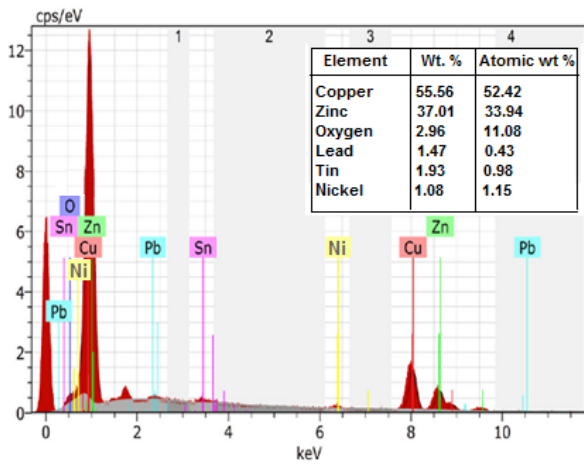 cps/eV
1 2 3 4
12
10
8
6
4
2
0
Element Wt. % Atomic wt %
Copper 55.56 52.42
Zinc 37.01 33.94
Oxygen 2.96 11.08
Lead 1.47 0.43
Tin 1.93 0.98
Nickel 1.08 1.15
O
Sn Zn
Cu
Ni
Pb
Pb
Sn
Ni
Cu
Zn
Pb
0 2 4 6 8 10
keV